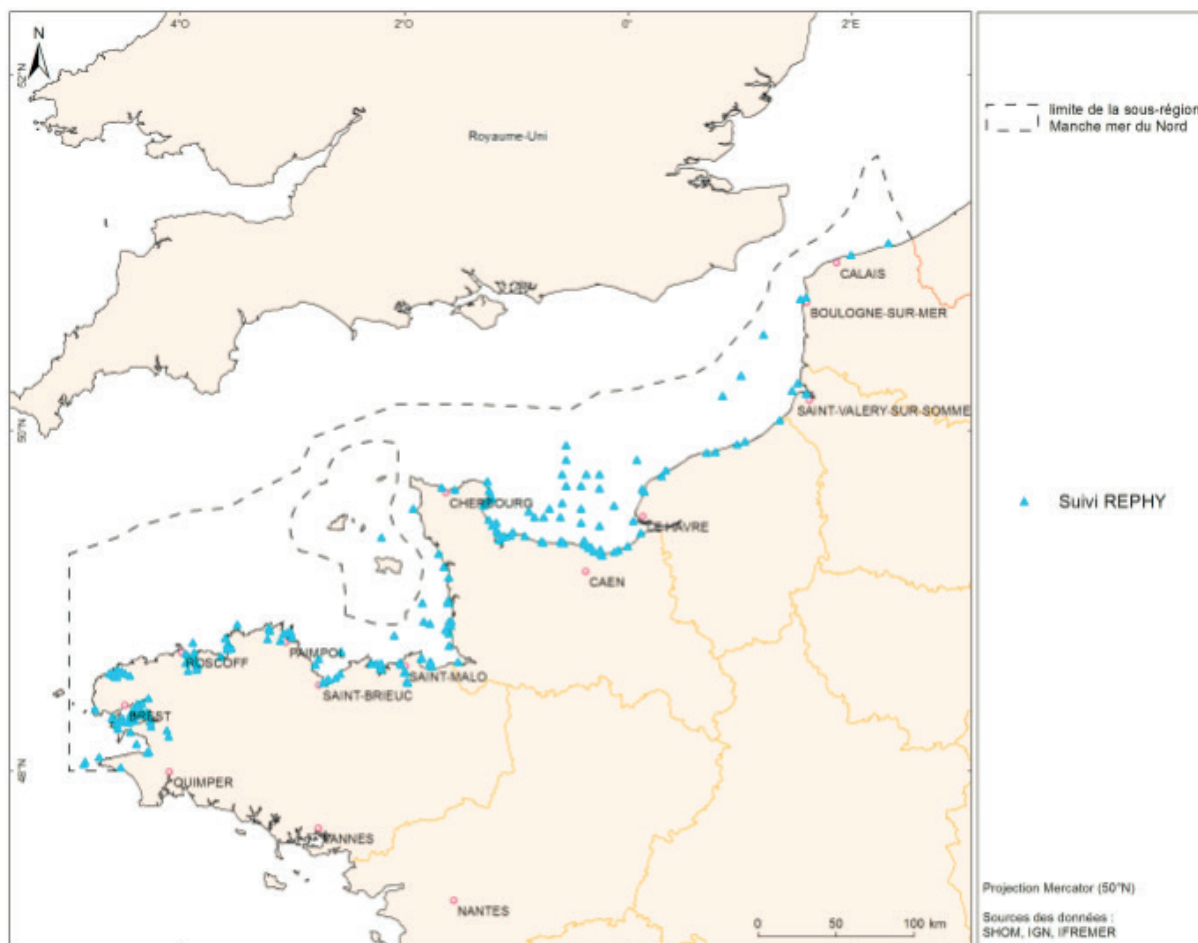 4°O
2°O
0°
2°E
N
52°N
Royaume-Uni
limite de la sous-région
Manche mer du Nord
CALAIS
BOULOGNE-SUR-MER
SAINT-VALERY-SUR-SOMME
50°N
CHERBOURG
LE HAVRE
Suivi REPHY
CAEN
PAIMPOL
ROSCOFF
SAINT-MALO
SAINT-BRIEUC
BREST
48°N
QUIMPER
VANNES
NANTES
0 50 100 km
Projection Mercator (50°N)
Sources des données :
SHOM, IGN, IFREMER